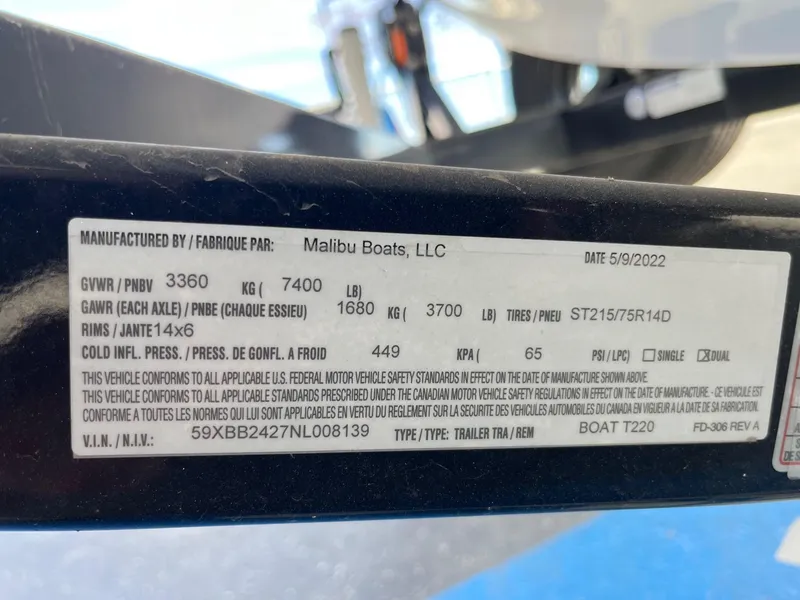 MANUFACTURED BY / FABRIQUE PAR: Malibu Boats, LLC DATE 5/9/2022
GVWR / PNBV 3360 KG ( 7400 LB)
GAWR (EACH AXLE) / PNBE (CHAQUE ESSIEU) 1680 KG ( 3700 LB) TIRES / PNEU ST215/75R14D
RIMS / JANTE 14x6
COLD INFL. PRESS. / PRESS. DE GONFL. A FROID 449 KPA ( 65 PSI / LPC) ☐ SINGLE ☒ DUAL
THIS VEHICLE CONFORMS TO ALL APPLICABLE U.S. FEDERAL MOTOR VEHICLE SAFETY STANDARDS IN EFFECT ON THE DATE OF MANUFACTURE SHOWN ABOVE.
THIS VEHICLE CONFORMS TO ALL APPLICABLE STANDARDS PRESCRIBED UNDER THE CANADIAN MOTOR VEHICLE SAFETY REGULATIONS IN EFFECT ON THE DATE OF MANUFACTURE. - CE VEHICULE EST
CONFORME A TOUTES LES NORMES QUI LUI SONT APPLICABLES EN VERTU DU REGLEMENT SUR LA SECURITE DES VEHICULES AUTOMOBILES DU CANADA EN VIGUEUR A LA DATE DE SA FABRICATION.
V.I.N. / N.I.V.: 59XBB2427NL008139 TYPE / TYPE: TRAILER TRA / REM BOAT T220 FD-306 REV A